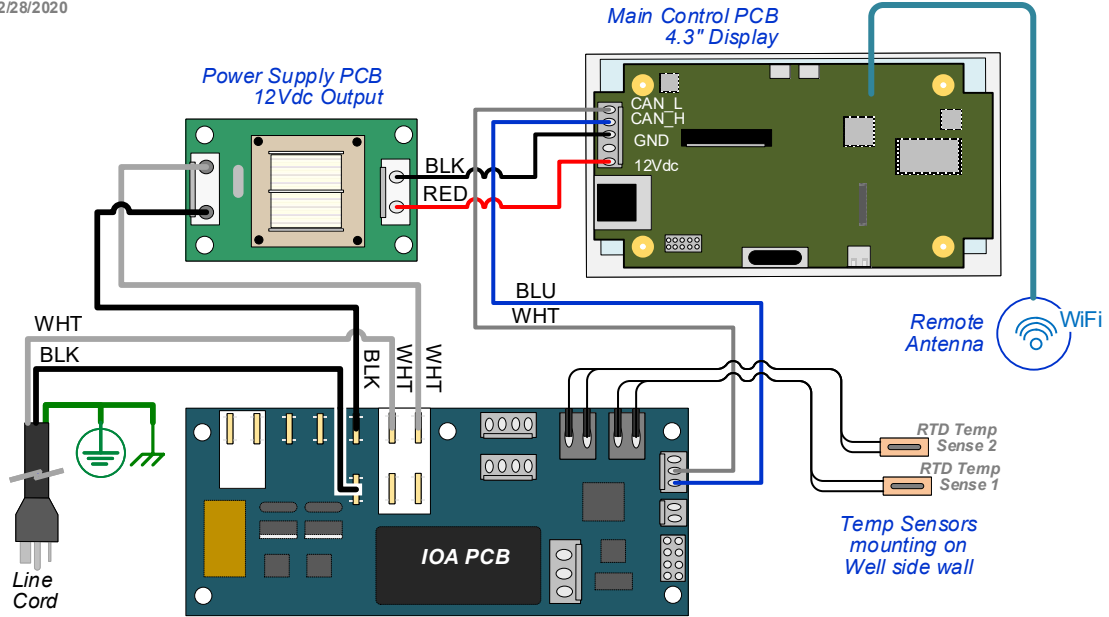 2/28/2020
Main Control PCB
4.3" Display
Power Supply PCB
12Vdc Output
CAN_L
CAN_H
GND
12Vdc
BLK
RED
BLU
WHT
WHT
BLK
BLK
WHT
WHT
Remote
Antenna
WiFi
RTD Temp
Sense 2
RTD Temp
Sense 1
Temp Sensors
mounting on
Well side wall
IOA PCB
Line
Cord